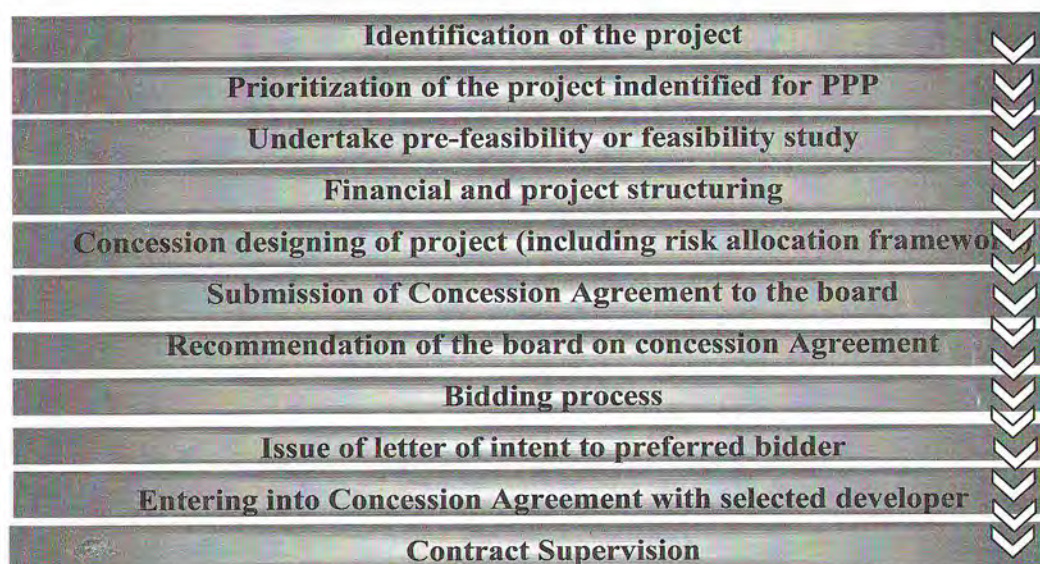 Identification of the project
Prioritization of the project indentified for PPP
Undertake pre-feasibility or feasibility study
Financial and project structuring
Concession designing of project (including risk allocation framework)
Submission of Concession Agreement to the board
Recommendation of the board on concession Agreement
Bidding process
Issue of letter of intent to preferred bidder
Entering into Concession Agreement with selected developer
Contract Supervision